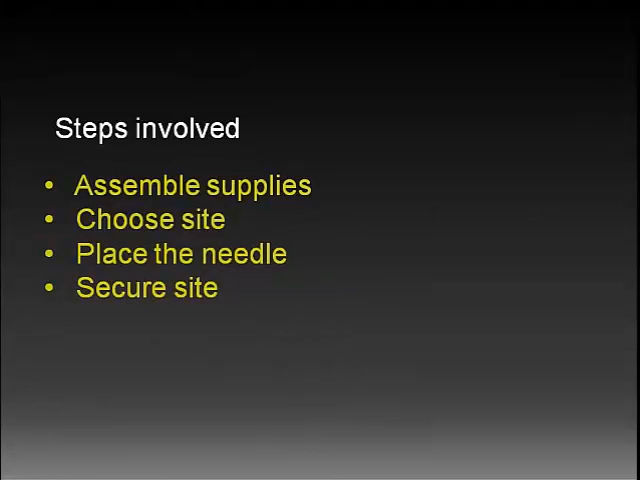 Steps involved
• Assemble supplies
• Choose site
• Place the needle
• Secure site